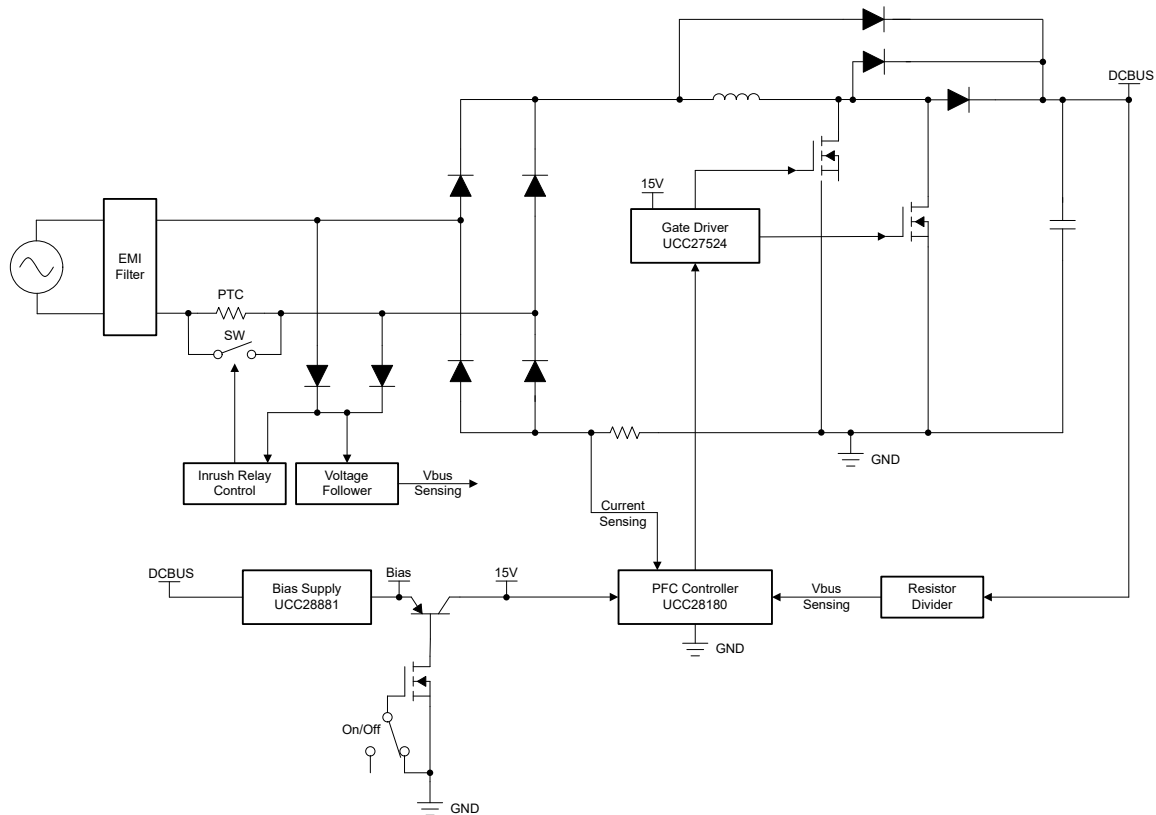 DCBUS
15V
Gate Driver
UCC27524
EMI
Filter
PTC
SW
GND
Inrush Relay
Control
Voltage
Follower
Vbus
Sensing
Current
Sensing
DCBUS
Bias Supply
UCC28881
Bias
15V
PFC Controller
UCC28180
Vbus
Sensing
Resistor
Divider
GND
On/Off
GND